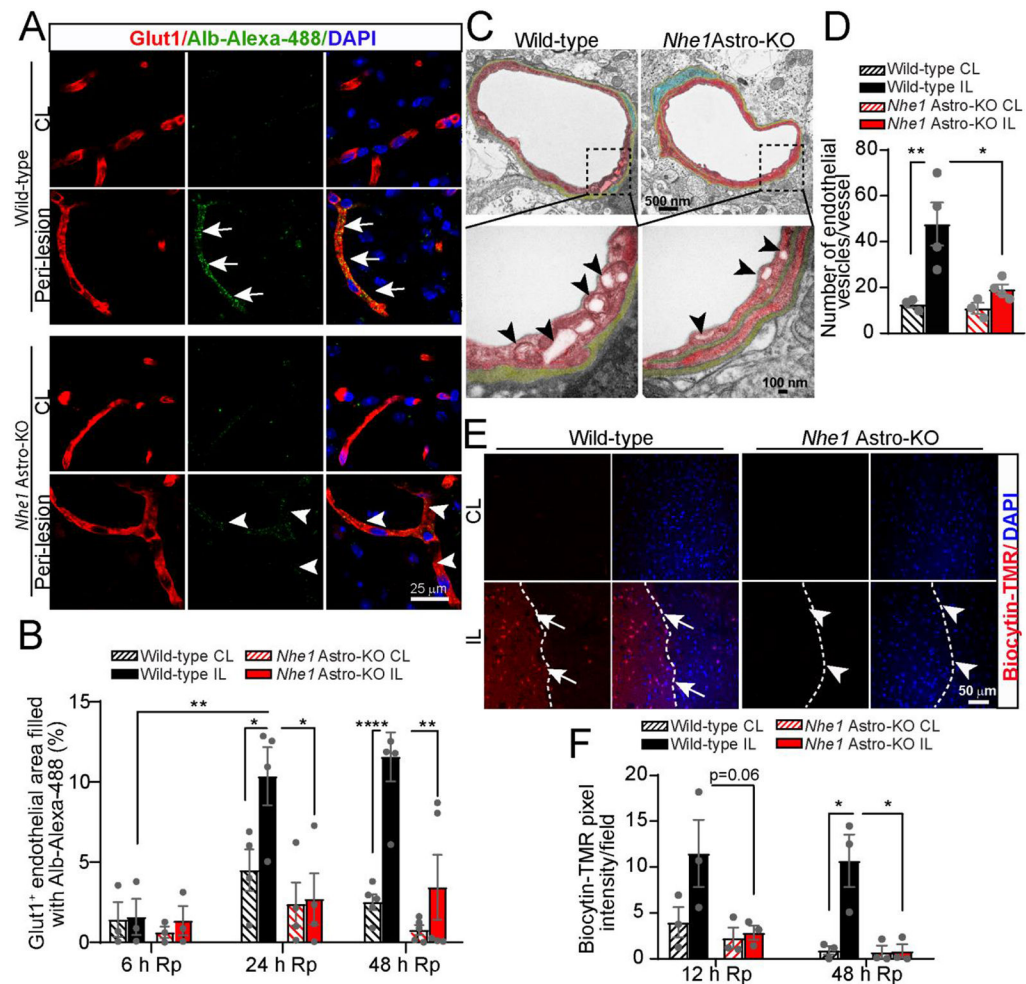 A
Glut1/Alb-Alexa-488/DAPI
Wild-type
CL
Peri-lesion
Nhe1 Astro-KO
CL
Peri-lesion
25 μm
B
Wild-type CL
Wild-type IL
Nhe1 Astro-KO CL
Nhe1 Astro-KO IL
Glut1+ endothelial area filled
with Alb-Alexa-488 (%)
15
10
5
0
**
*
*
****
**
6 h Rp
24 h Rp
48 h Rp
C
Wild-type
Nhe1Astro-KO
500 nm
100 nm
D
Wild-type CL
Wild-type IL
Nhe1 Astro-KO CL
Nhe1 Astro-KO IL
Number of endothelial
vesicles/vessel
80
60
40
20
0
**
*
E
Wild-type
Nhe1 Astro-KO
CL
IL
Biocytin-TMR/DAPI
50 μm
F
Wild-type CL
Wild-type IL
Nhe1 Astro-KO CL
Nhe1 Astro-KO IL
Biocytin-TMR pixel
intensity/field
20
15
10
5
0
p=0.06
*
*
12 h Rp
48 h Rp